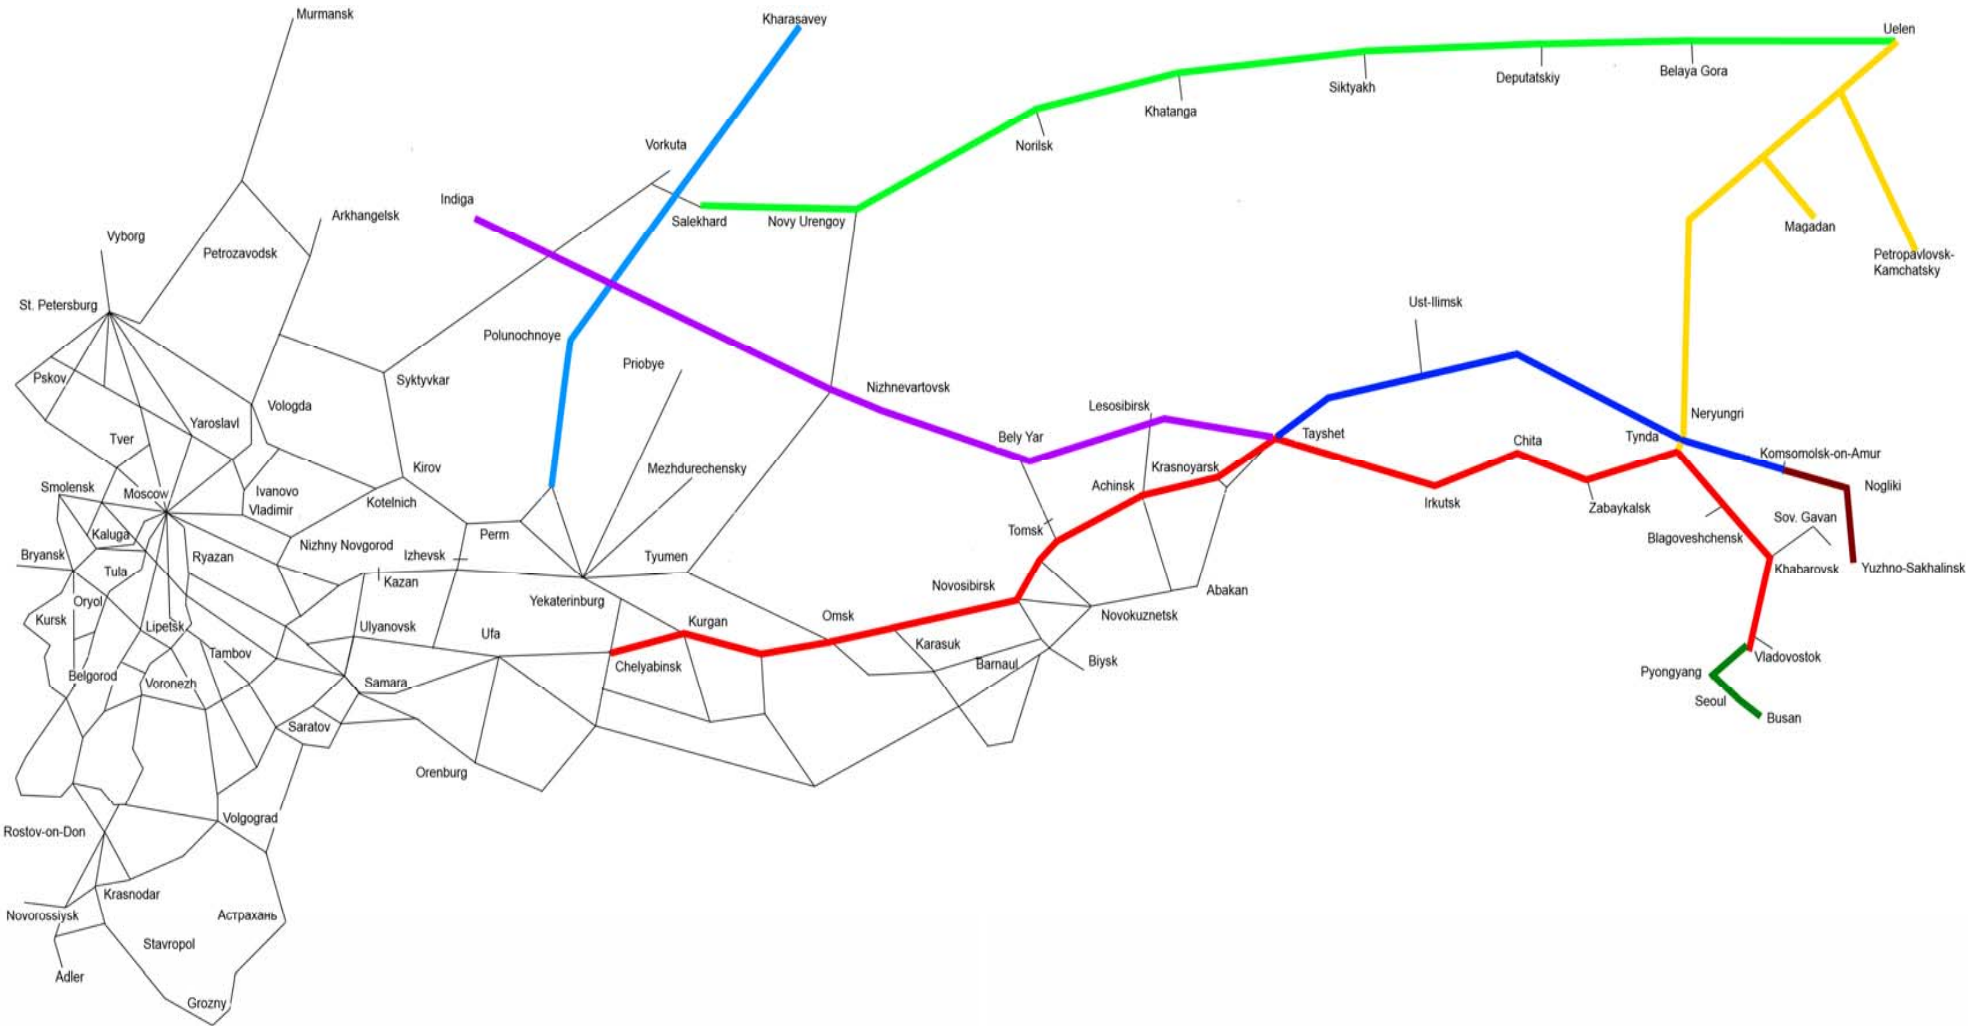 Murmansk
Kharasavey
Uelen
Belaya Gora
Deputatskiy
Siktyakh
Khatanga
Norilsk
Vorkuta
Indiga
Salekhard
Novy Urengoy
Arkhangelsk
Magadan
Vyborg
Petrozavodsk
Petropavlovsk-
Kamchatsky
St. Petersburg
Ust-Ilimsk
Polunochnoye
Priobye
Pskov
Syktyvkar
Nizhnevartovsk
Vologda
Lesosibirsk
Neryungri
Yaroslavl
Tver
Bely Yar
Tayshet
Chita
Tynda
Komsomolsk-on-Amur
Kirov
Mezhdurechensky
Krasnoyarsk
Smolensk
Moscow
Ivanovo
Achinsk
Nogliki
Kotelnich
Irkutsk
Zabaykalsk
Vladimir
Sov. Gavan
Kaluga
Perm
Tomsk
Blagoveshchensk
Nizhny Novgorod
Bryansk
Ryazan
Izhevsk
Tyumen
Khabarovsk
Yuzhno-Sakhalinsk
Tula
Kazan
Novosibirsk
Abakan
Oryol
Yekaterinburg
Omsk
Novokuznetsk
Kursk
Lipetsk
Ulyanovsk
Ufa
Kurgan
Karasuk
Tambov
Chelyabinsk
Barnaul
Biysk
Vladovostok
Belgorod
Voronezh
Samara
Pyongyang
Seoul
Busan
Saratov
Orenburg
Volgograd
Rostov-on-Don
Krasnodar
Novorossiysk
Астрахань
Stavropol
Adler
Grozny